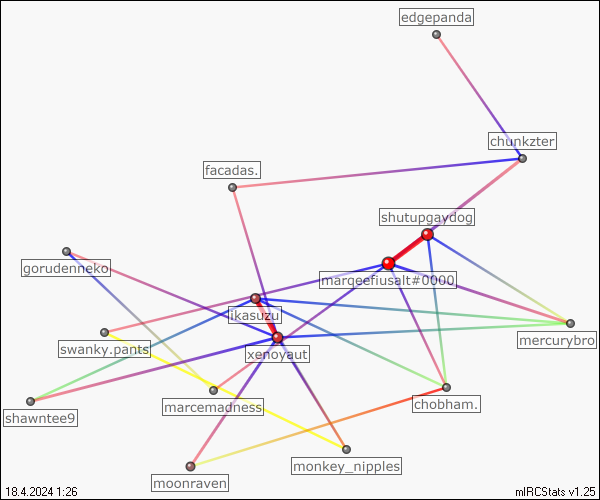 edgepanda
chunkzter
facadas.
shutupgaydog
marqeefiusalt#0000
gorudenneko
ikasuzu
xenoyaut
mercurybro
swanky.pants
marcemadness
chobham.
shawntee9
monkey_nipples
moonraven
18.4.2024 1:26
mIRCStats v1.25